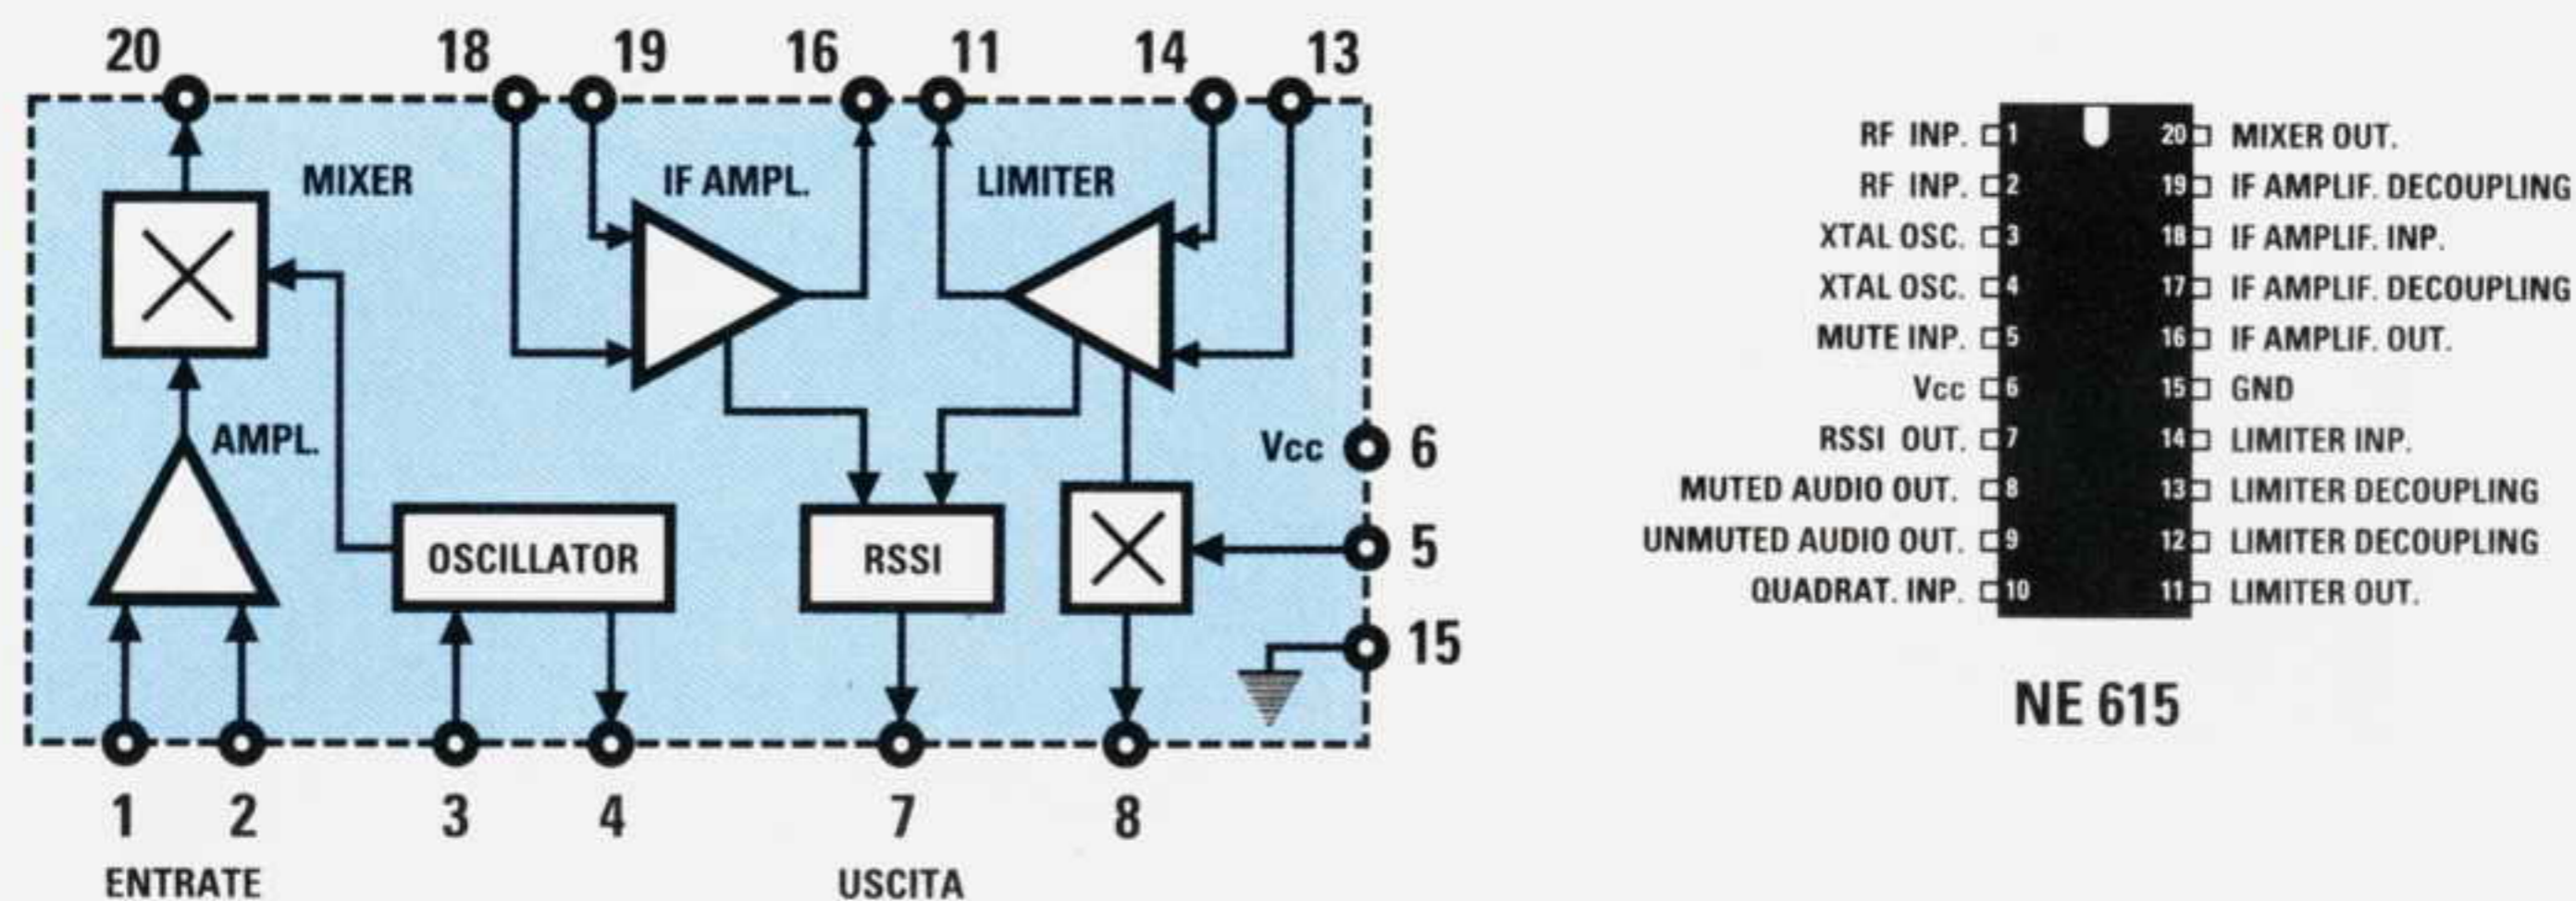 20 18 19 16 11 14 13
MIXER IF AMPL. LIMITER
AMPL.
Vcc 6
OSCILLATOR RSSI 5
15
1 2 3 4 7 8
ENTRATE USCITA
RF INP. 1 20 MIXER OUT.
RF INP. 2 19 IF AMPLIF. DECOUPLING
XTAL OSC. 3 18 IF AMPLIF. INP.
XTAL OSC. 4 17 IF AMPLIF. DECOUPLING
MUTE INP. 5 16 IF AMPLIF. OUT.
Vcc 6 15 GND
RSSI OUT. 7 14 LIMITER INP.
MUTED AUDIO OUT. 8 13 LIMITER DECOUPLING
UNMUTED AUDIO OUT. 9 12 LIMITER DECOUPLING
QUADRAT. INP. 10 11 LIMITER OUT.
NE 615